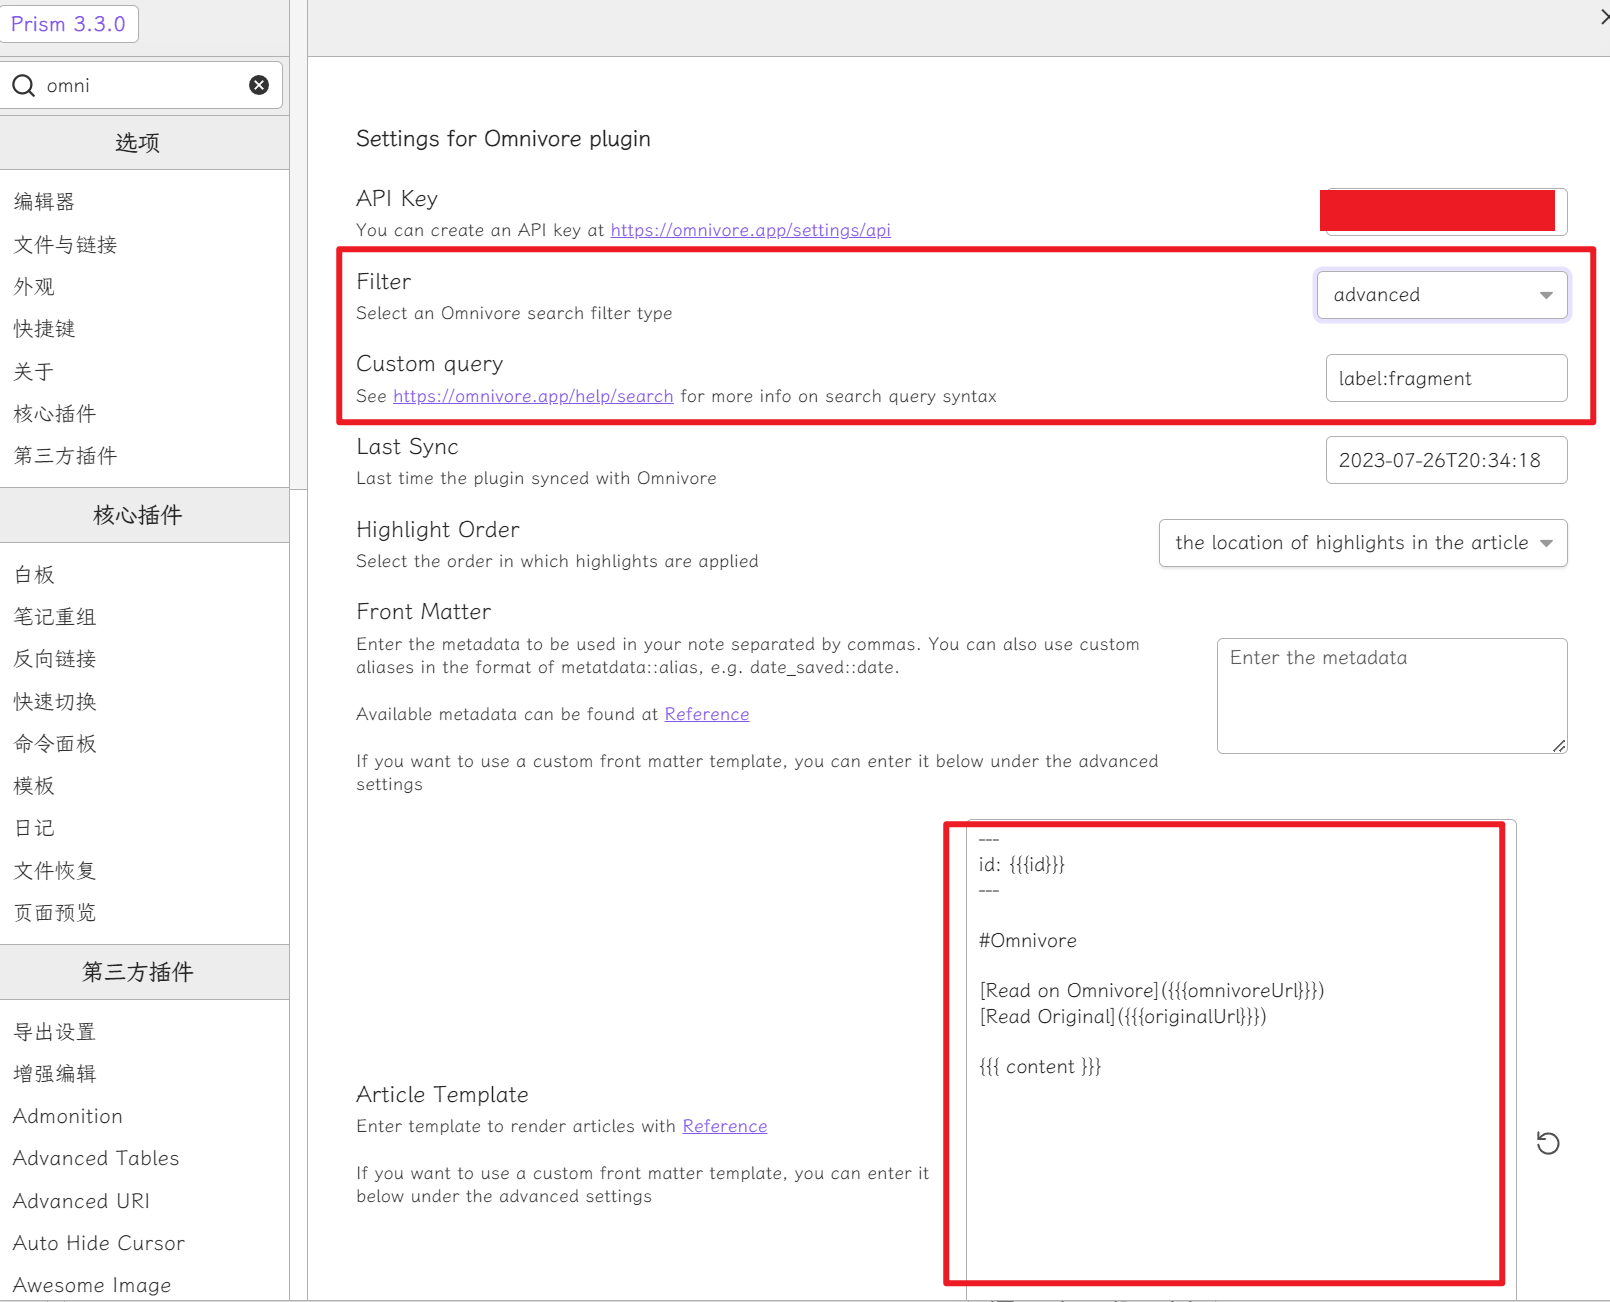 Prism 3.3.0
omni
选项
编辑器
文件与链接
外观
快捷键
关于
核心插件
第三方插件
核心插件
白板
笔记重组
反向链接
快速切换
命令面板
模板
日记
文件恢复
页面预览
第三方插件
导出设置
增强编辑
Admonition
Advanced Tables
Advanced URI
Auto Hide Cursor
Awesome Image
Settings for Omnivore plugin
API Key
You can create an API key at https://omnivore.app/settings/api
Filter
Select an Omnivore search filter type
advanced
Custom query
See https://omnivore.app/help/search for more info on search query syntax
label:fragment
Last Sync
Last time the plugin synced with Omnivore
2023-07-26T20:34:18
Highlight Order
Select the order in which highlights are applied
the location of highlights in the article
Front Matter
Enter the metadata to be used in your note separated by commas. You can also use custom
aliases in the format of metatdata::alias, e.g. date_saved::date.
Available metadata can be found at Reference
If you want to use a custom front matter template, you can enter it below under the advanced
settings
Enter the metadata
Article Template
Enter template to render articles with Reference
If you want to use a custom front matter template, you can enter it
below under the advanced settings
---
id: {{{id}}}
---
#Omnivore
[Read on Omnivore]({{{omnivoreUrl}}})
[Read Original]({{{originalUrl}}})
{{{ content }}}